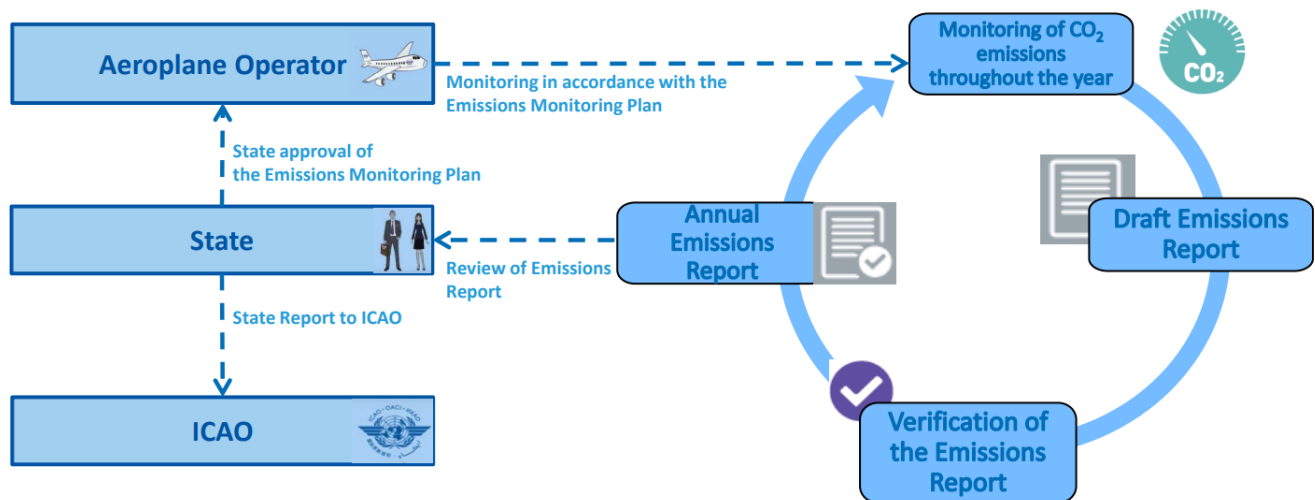 Aeroplane Operator
Monitoring in accordance with the
Emissions Monitoring Plan
Monitoring of CO₂
emissions
throughout the year
CO₂
State approval of
the Emissions Monitoring Plan
State
Review of Emissions
Report
Annual
Emissions
Report
Draft Emissions
Report
State Report to ICAO
ICAO
Verification of
the Emissions
Report